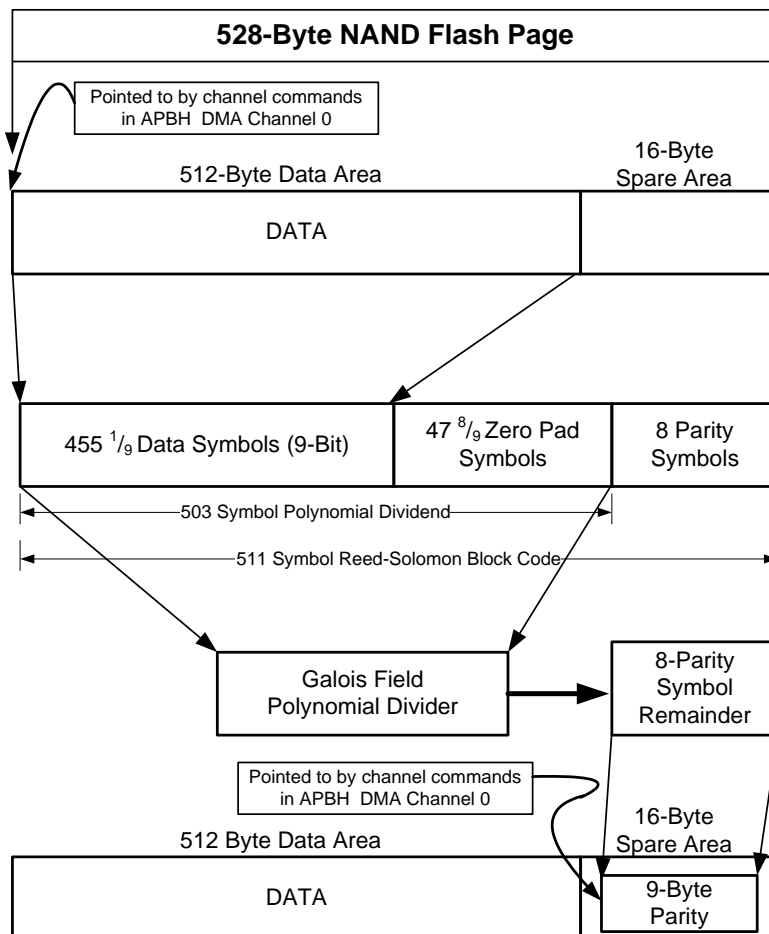 528-Byte NAND Flash Page
Pointed to by channel commands
in APBH DMA Channel 0
512-Byte Data Area
16-Byte
Spare Area
DATA
455 1/9 Data Symbols (9-Bit)
47 8/9 Zero Pad
Symbols
8 Parity
Symbols
503 Symbol Polynomial Dividend
511 Symbol Reed-Solomon Block Code
Galois Field
Polynomial Divider
8-Parity
Symbol
Remainder
Pointed to by channel commands
in APBH DMA Channel 0
512 Byte Data Area
16-Byte
Spare Area
DATA
9-Byte
Parity